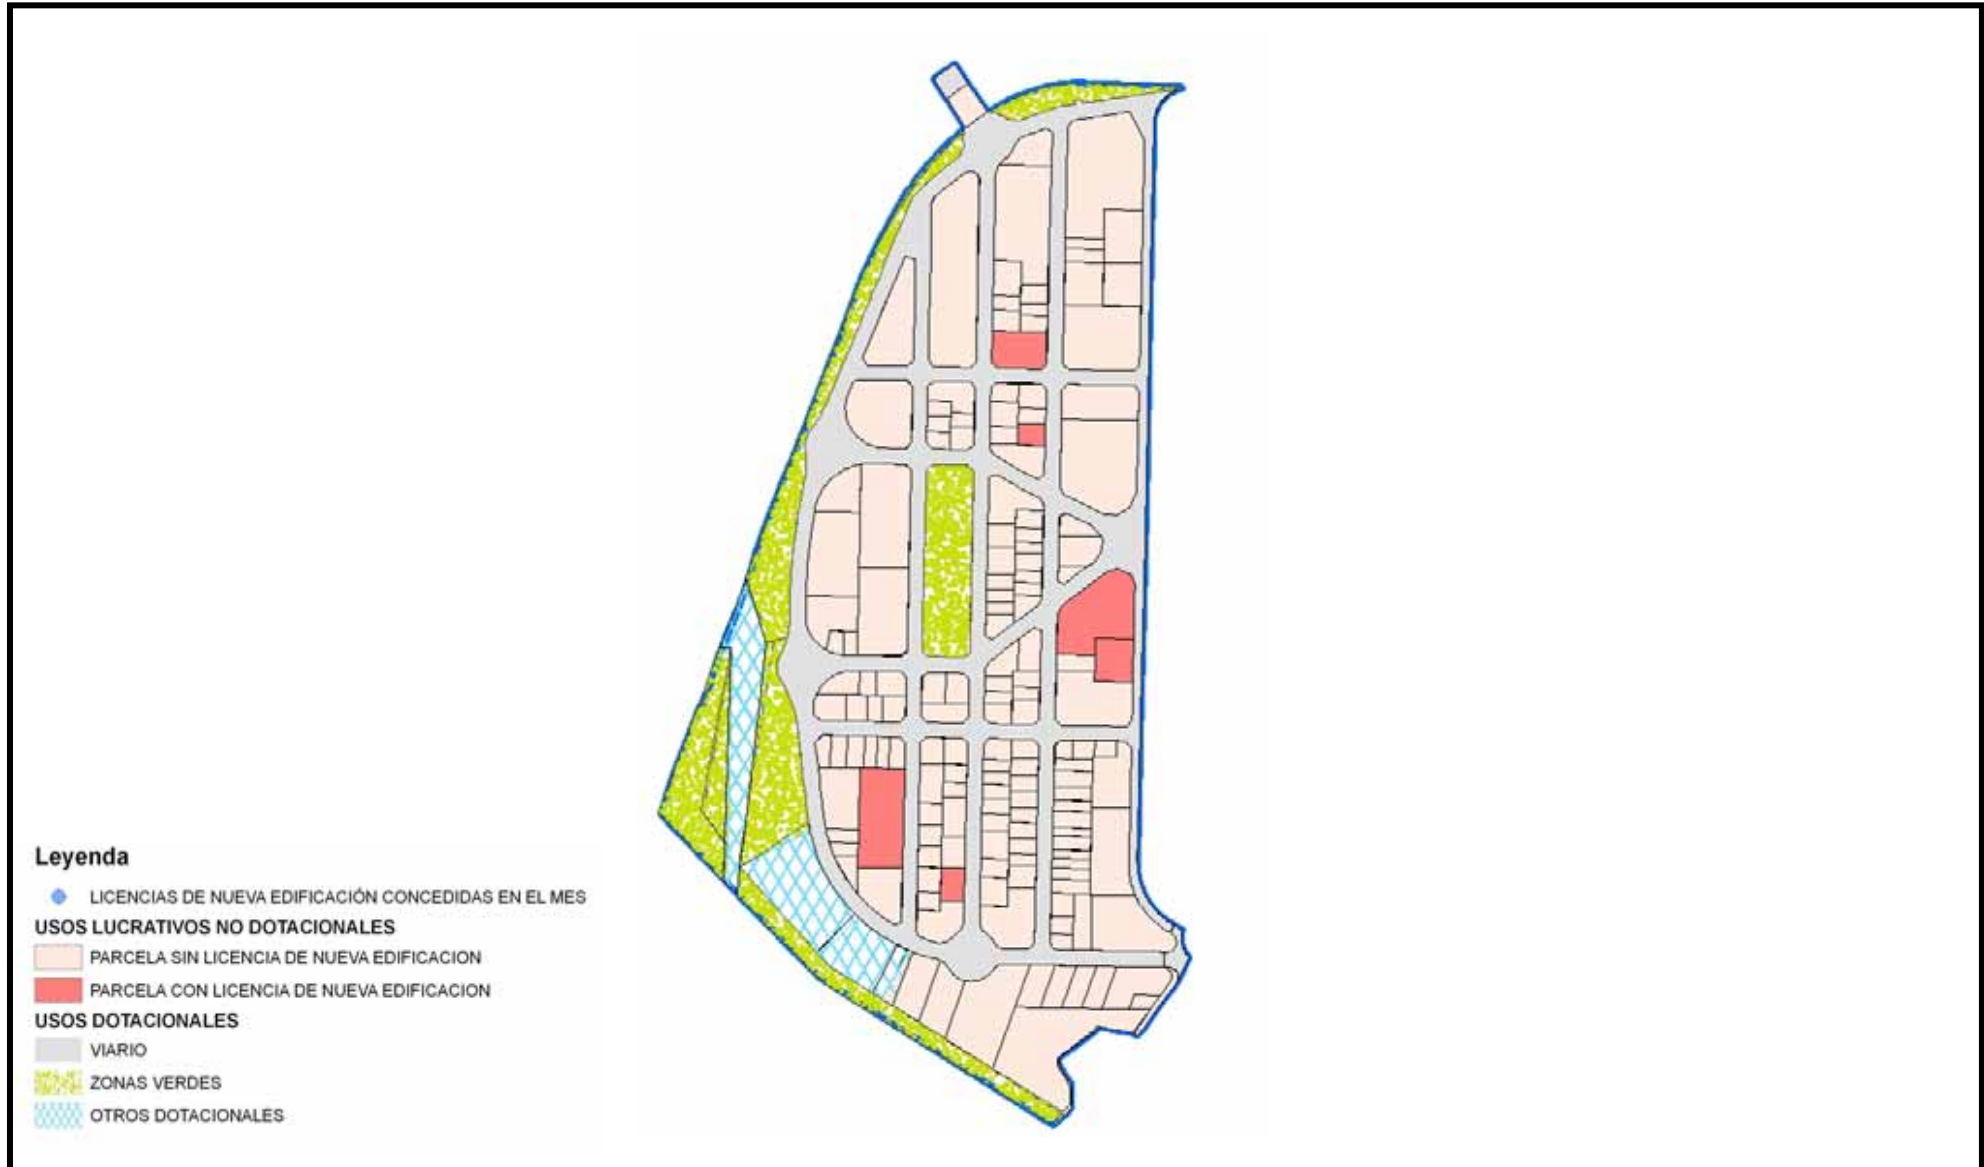 Leyenda
LICENCIAS DE NUEVA EDIFICACIÓN CONCEDIDAS EN EL MES
USOS LUCRATIVOS NO DOTACIONALES
PARCELA SIN LICENCIA DE NUEVA EDIFICACION
PARCELA CON LICENCIA DE NUEVA EDIFICACION
USOS DOTACIONALES
VIARIO
ZONAS VERDES
OTROS DOTACIONALES